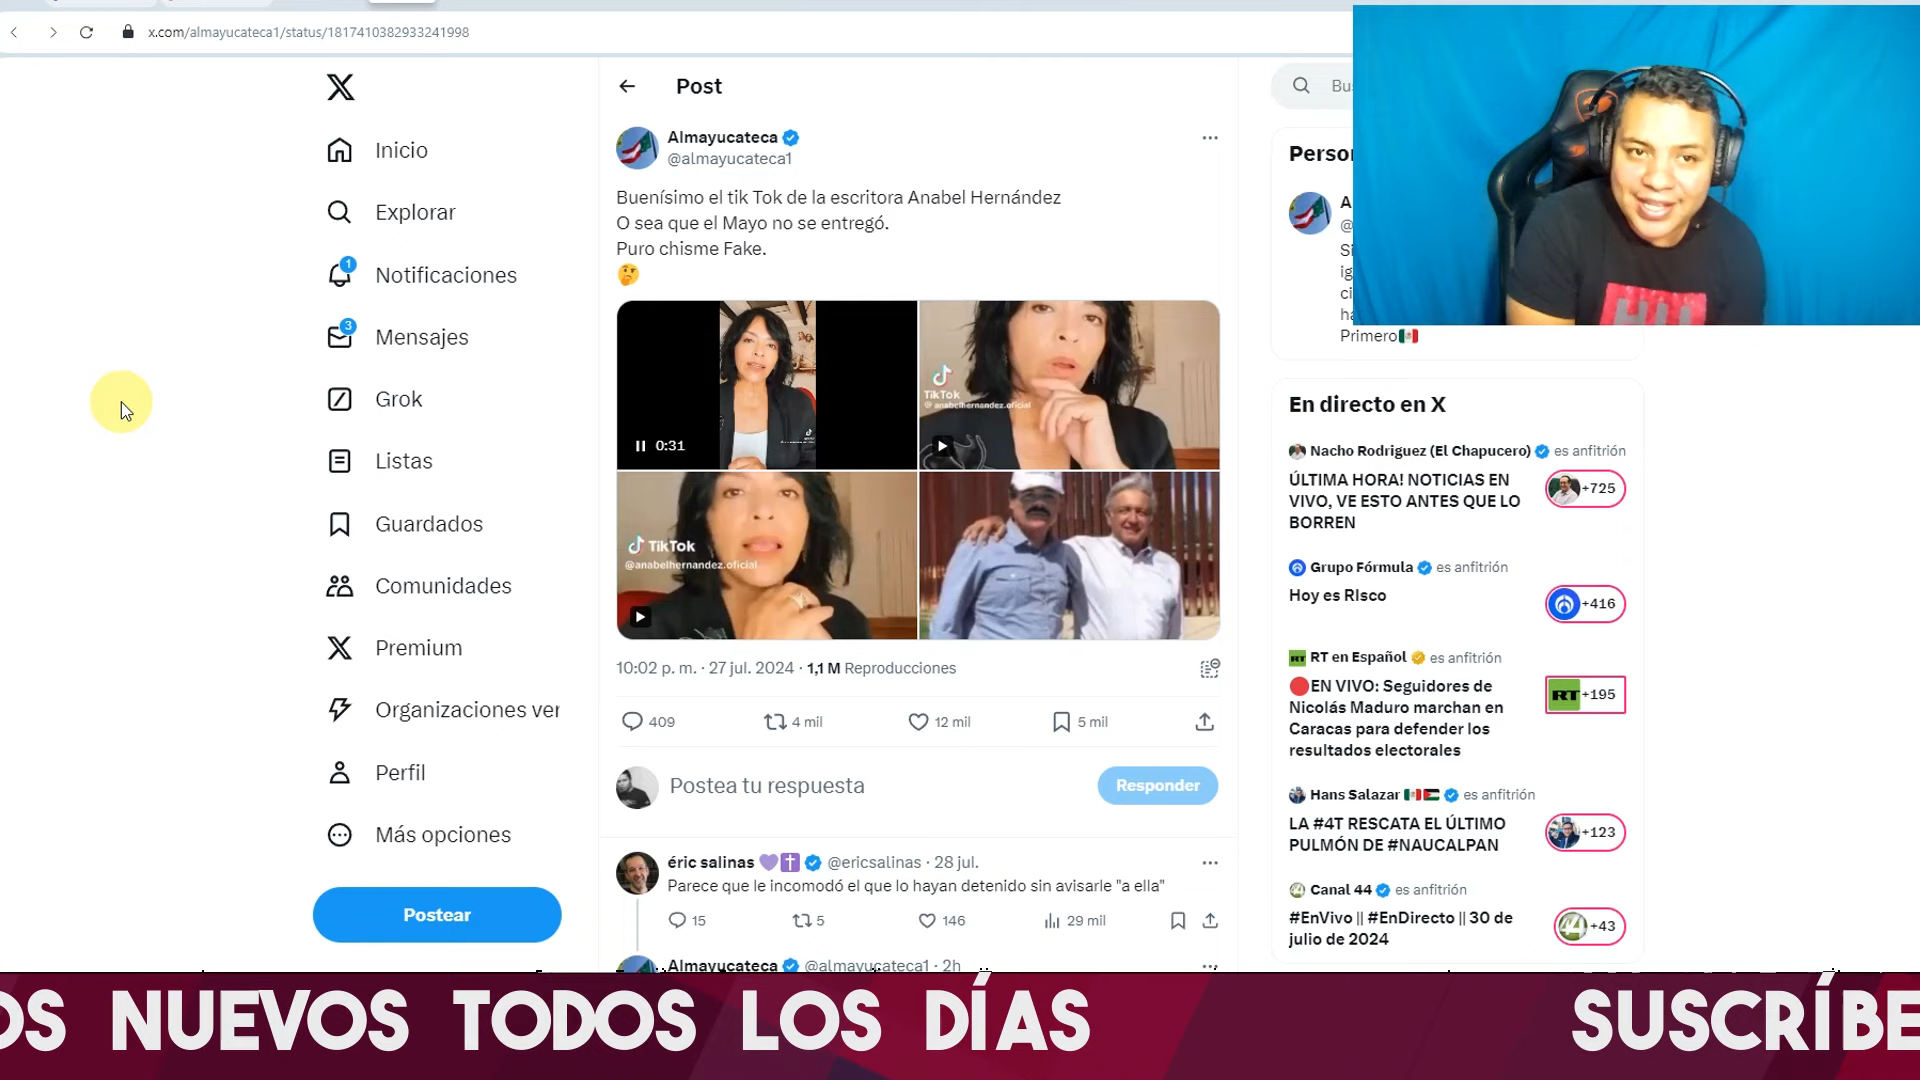 x.com/almayucateca1/status/1817410382933241998
Inicio
Explorar
1
Notificaciones
3
Mensajes
Grok
Listas
Guardados
Comunidades
Premium
Organizaciones ver
Perfil
Más opciones
Postear
Post
Almayucateca
@almayucateca1
Buenísimo el tik Tok de la escritora Anabel Hernández
O sea que el Mayo no se entregó.
Puro chisme Fake.
0:31
TikTok
@anabelhernandez.oficial
TikTok
@anabelhernandez.oficial
10:02 p. m. · 27 jul. 2024 · 1,1 M Reproducciones
409
4 mil
12 mil
5 mil
Postea tu respuesta
Responder
éric salinas @ericsalinas · 28 jul.
Parece que le incomodó el que lo hayan detenido sin avisarle "a ella"
15
5
146
29 mil
Almayucateca @almayucateca1 · 2h
Primero
En directo en X
Nacho Rodriguez (El Chapucero) es anfitrión
ÚLTIMA HORA! NOTICIAS EN
VIVO, VE ESTO ANTES QUE LO
BORREN
+725
Grupo Fórmula es anfitrión
Hoy es RIsco
+416
RT en Español es anfitrión
EN VIVO: Seguidores de
Nicolás Maduro marchan en
Caracas para defender los
resultados electorales
RT +195
Hans Salazar es anfitrión
LA #4T RESCATA EL ÚLTIMO
PULMÓN DE #NAUCALPAN
+123
Canal 44 es anfitrión
#EnVivo || #EnDirecto || 30 de
julio de 2024
44 +43
OS NUEVOS TODOS LOS DÍAS
SUSCRÍBE